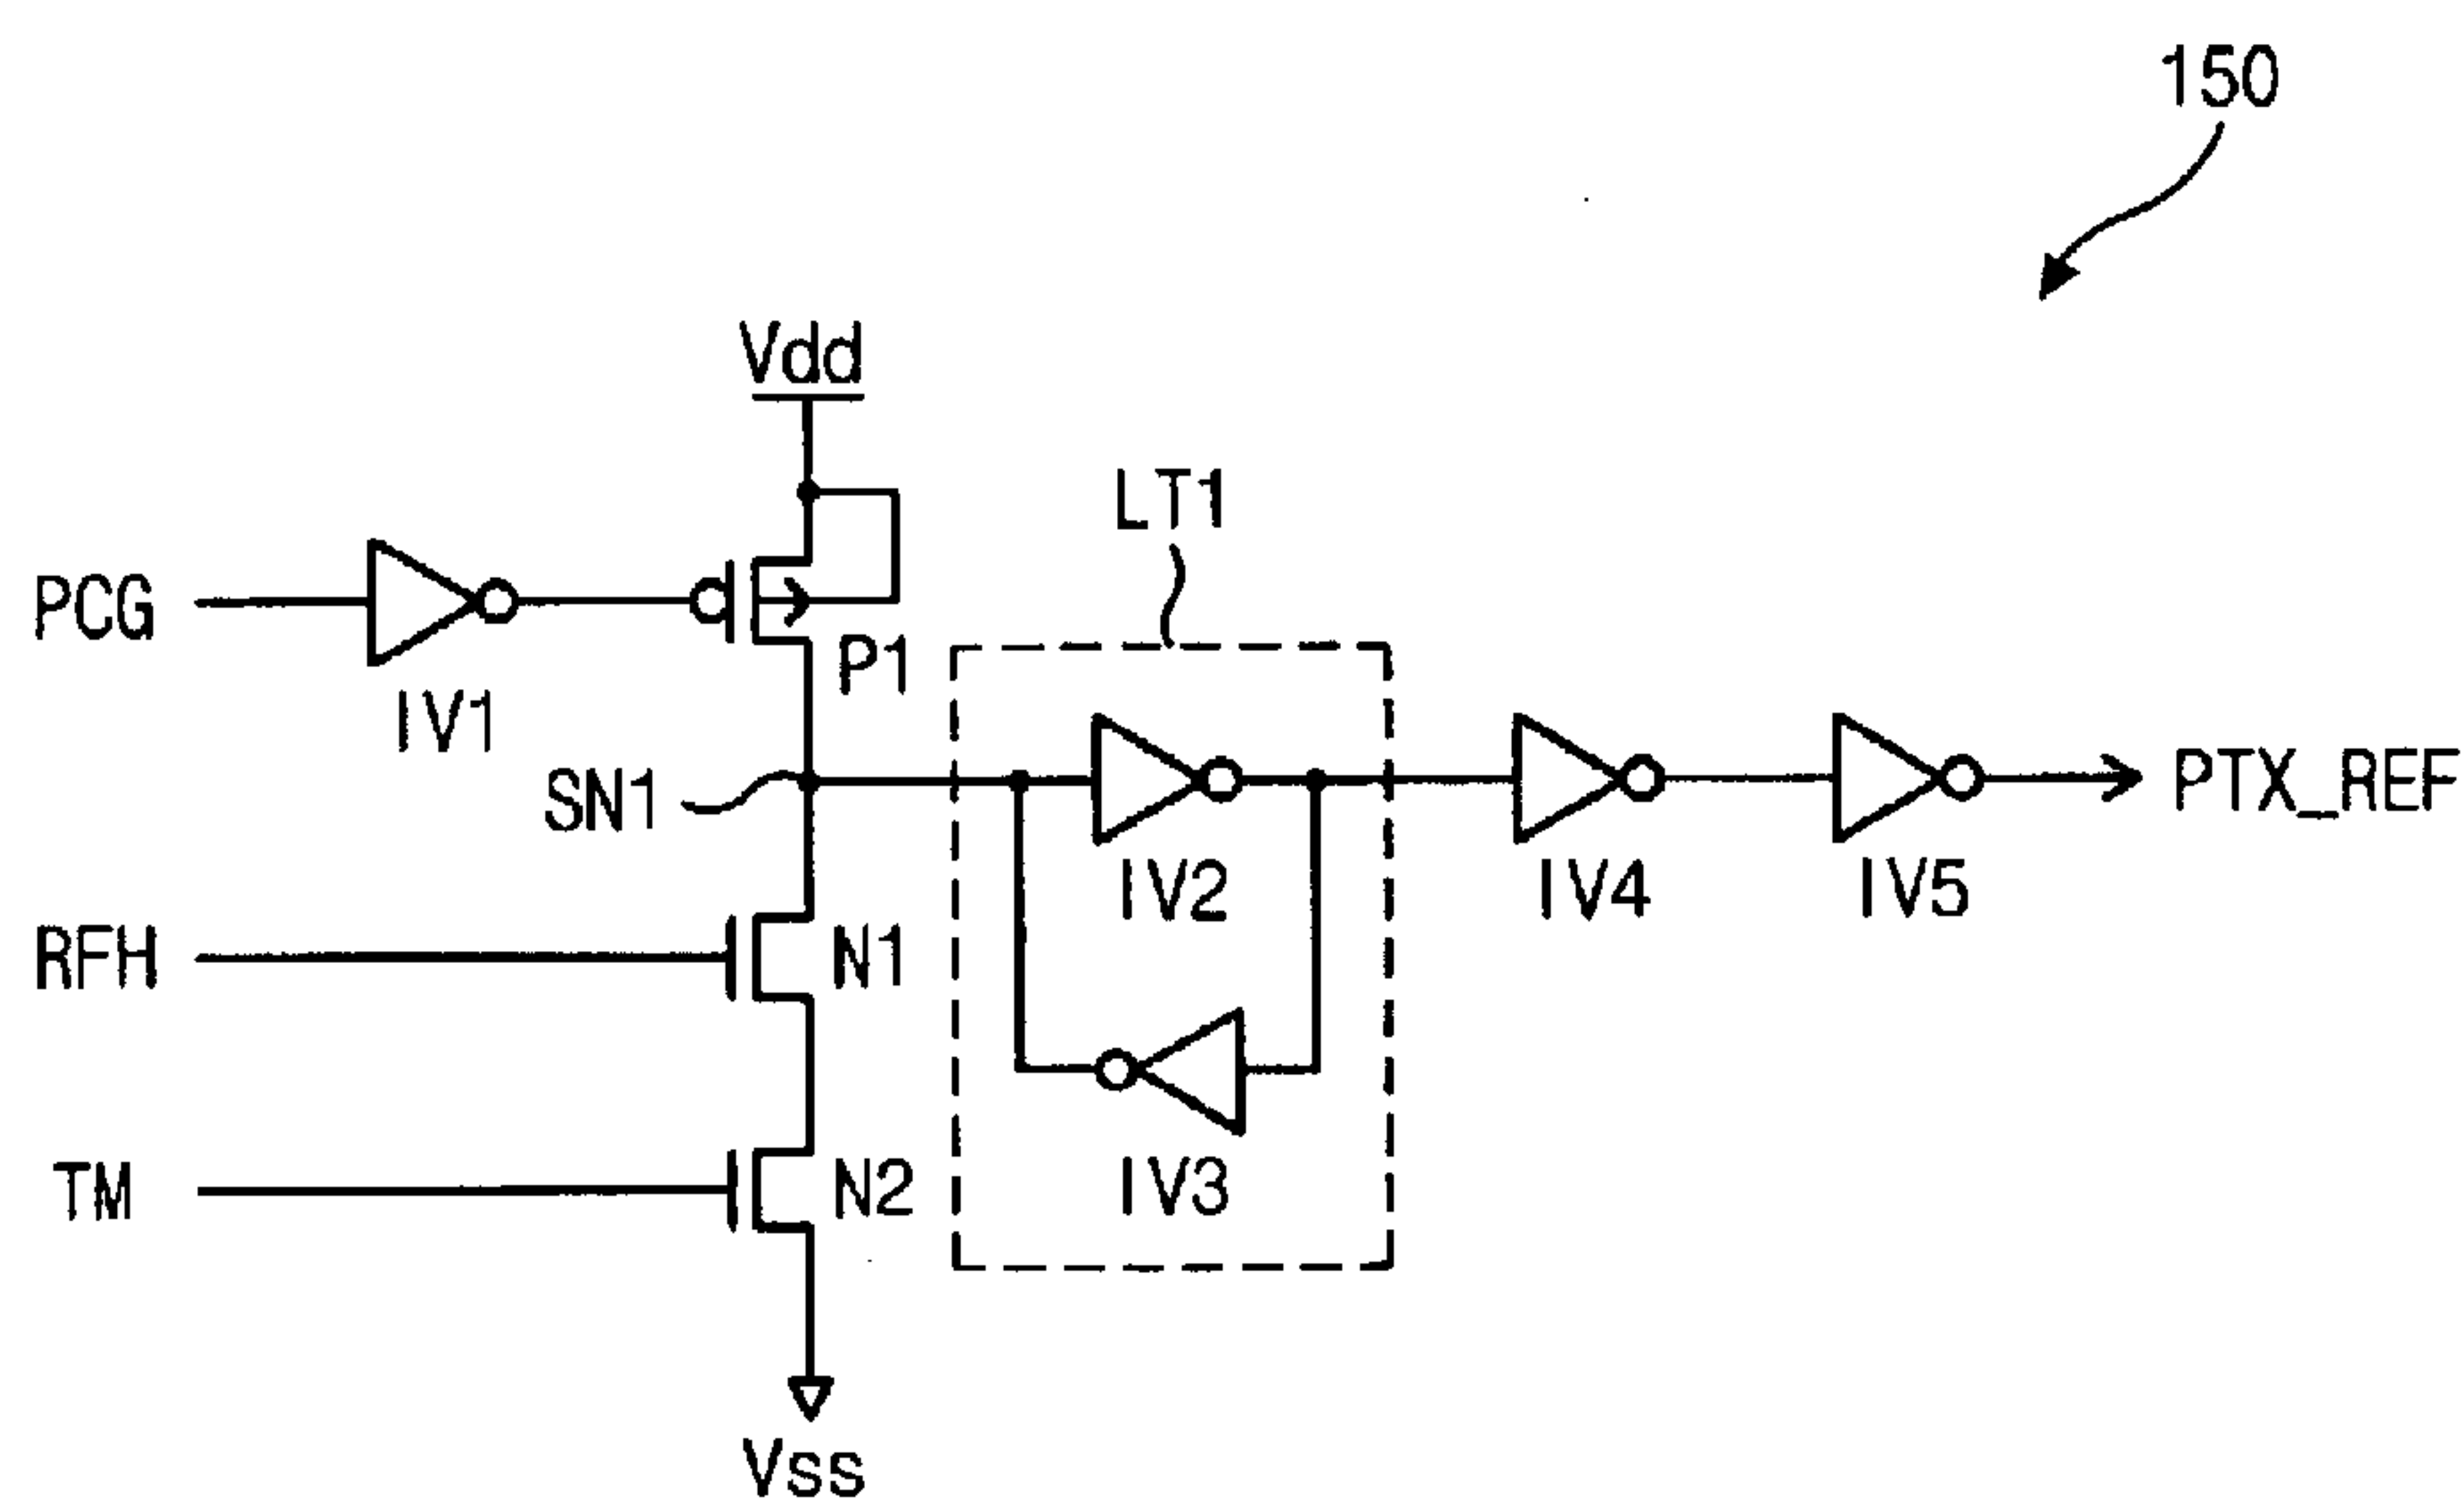 150
Vdd
LT1
PCG
P1
IV1
SN1
PTX_REF
IV2
IV4
IV5
RFH
N1
TM
N2
IV3
Vss